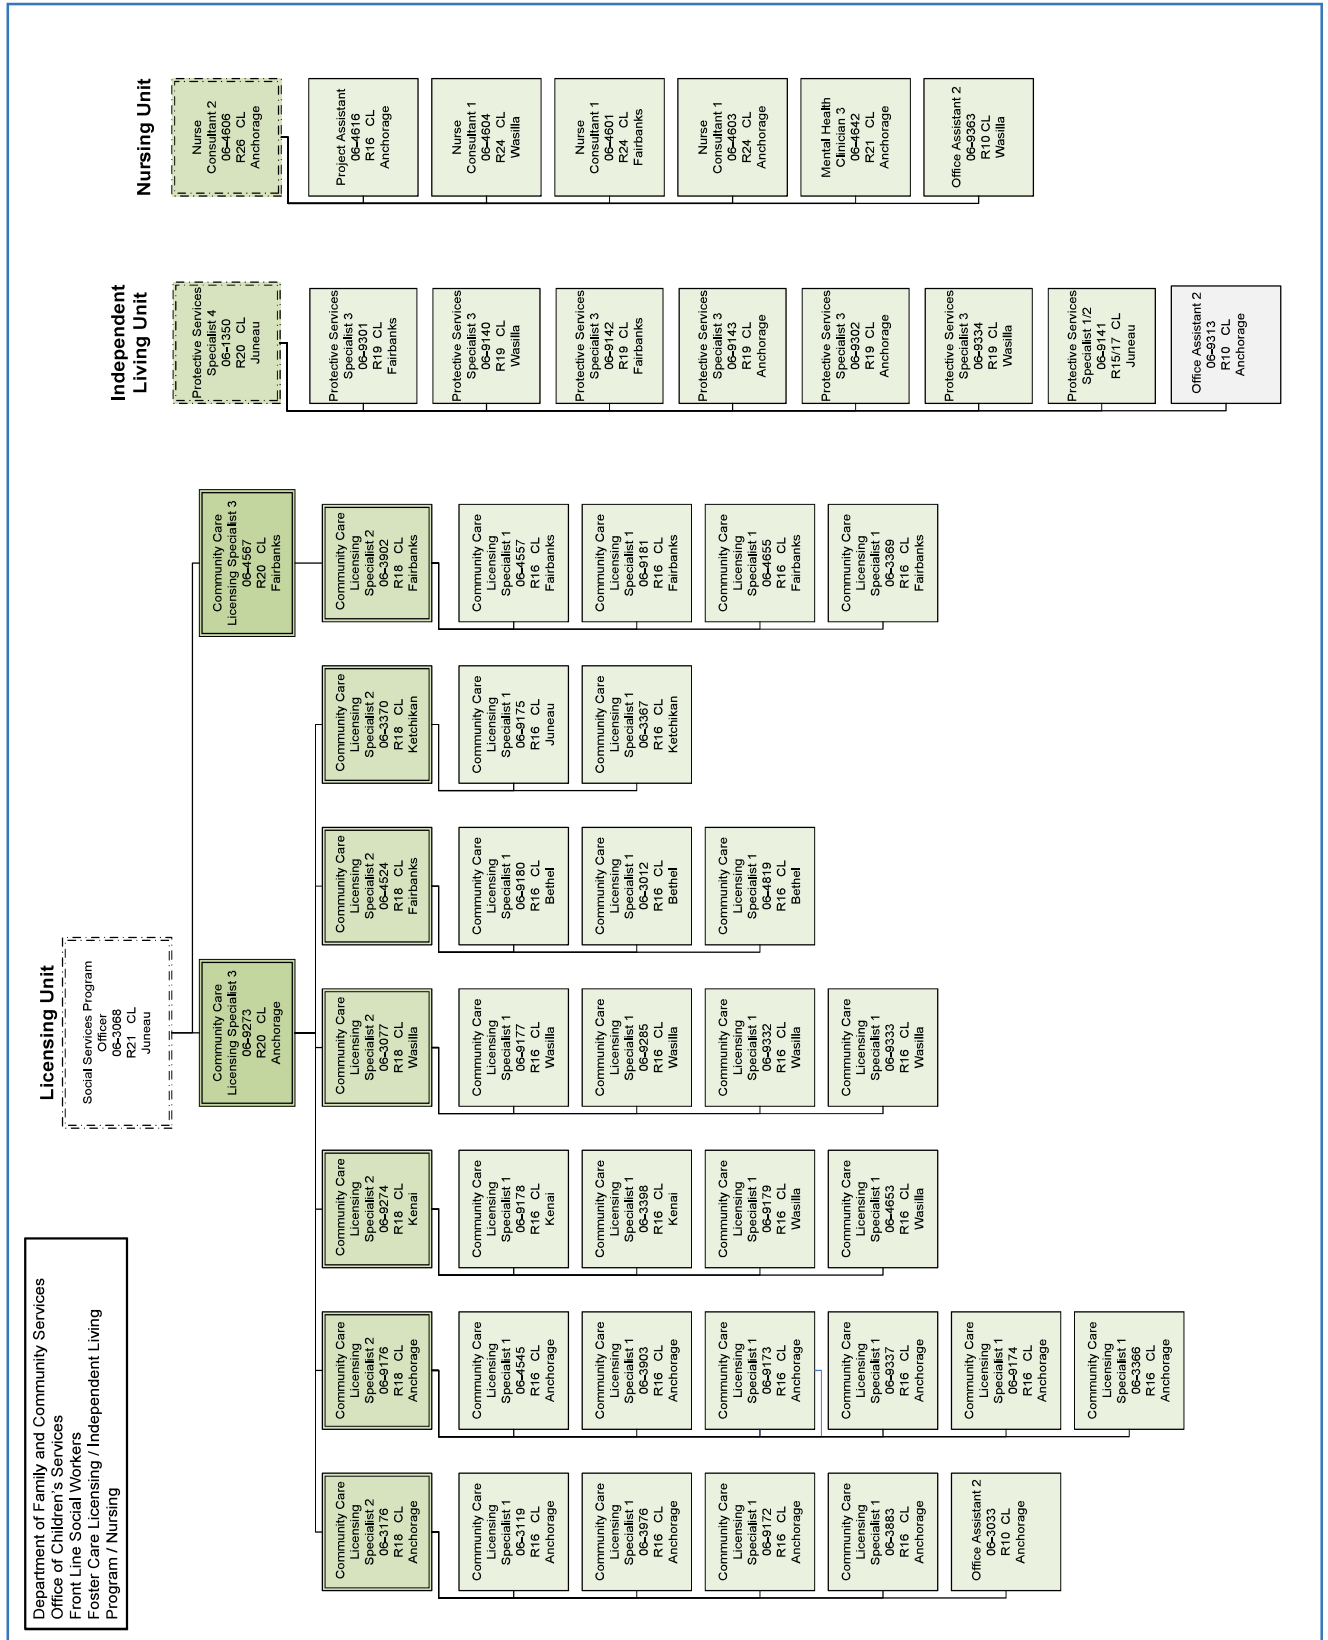 Department of Family and Community Services
Office of Children's Services
Front Line Social Workers
Foster Care Licensing / Independent Living
Program / Nursing
Licensing Unit
Social Services Program
Officer
06-3068
R21 CL
Juneau
Community Care
Licensing Specialist 3
06-9273
R20 CL
Anchorage
Community Care
Licensing Specialist 3
06-4567
R20 CL
Fairbanks
Community Care
Licensing
Specialist 2
06-3176
R18 CL
Anchorage
Community Care
Licensing
Specialist 1
06-3119
R16 CL
Anchorage
Community Care
Licensing
Specialist 1
06-3976
R16 CL
Anchorage
Community Care
Licensing
Specialist 1
06-9172
R16 CL
Anchorage
Community Care
Licensing
Specialist 1
06-3883
R16 CL
Anchorage
Office Assistant 2
06-3033
R10 CL
Anchorage
Community Care
Licensing
Specialist 2
06-9176
R18 CL
Anchorage
Community Care
Licensing
Specialist 1
06-4545
R16 CL
Anchorage
Community Care
Licensing
Specialist 1
06-3903
R16 CL
Anchorage
Community Care
Licensing
Specialist 1
06-9173
R16 CL
Anchorage
Community Care
Licensing
Specialist 1
06-9337
R16 CL
Anchorage
Community Care
Licensing
Specialist 1
06-9174
R16 CL
Anchorage
Community Care
Licensing
Specialist 1
06-3366
R16 CL
Anchorage
Community Care
Licensing
Specialist 2
06-9274
R18 CL
Kenai
Community Care
Licensing
Specialist 1
06-9178
R16 CL
Kenai
Community Care
Licensing
Specialist 1
06-3398
R16 CL
Kenai
Community Care
Licensing
Specialist 1
06-9179
R16 CL
Wasilla
Community Care
Licensing
Specialist 1
06-4653
R16 CL
Wasilla
Community Care
Licensing
Specialist 2
06-3077
R18 CL
Wasilla
Community Care
Licensing
Specialist 1
06-9177
R16 CL
Wasilla
Community Care
Licensing
Specialist 1
06-9285
R16 CL
Wasilla
Community Care
Licensing
Specialist 1
06-9332
R16 CL
Wasilla
Community Care
Licensing
Specialist 1
06-9333
R16 CL
Wasilla
Community Care
Licensing
Specialist 2
06-4524
R18 CL
Fairbanks
Community Care
Licensing
Specialist 1
06-9180
R16 CL
Bethel
Community Care
Licensing
Specialist 1
06-3012
R16 CL
Bethel
Community Care
Licensing
Specialist 1
06-4819
R16 CL
Bethel
Community Care
Licensing
Specialist 2
06-3370
R18 CL
Ketchikan
Community Care
Licensing
Specialist 1
06-9175
R16 CL
Juneau
Community Care
Licensing
Specialist 1
06-3367
R16 CL
Ketchikan
Community Care
Licensing
Specialist 2
06-3902
R18 CL
Fairbanks
Community Care
Licensing
Specialist 1
06-4557
R16 CL
Fairbanks
Community Care
Licensing
Specialist 1
06-9181
R16 CL
Fairbanks
Community Care
Licensing
Specialist 1
06-4655
R16 CL
Fairbanks
Community Care
Licensing
Specialist 1
06-3369
R16 CL
Fairbanks
Independent
Living Unit
Protective Services
Specialist 4
06-1350
R20 CL
Juneau
Protective Services
Specialist 3
06-9301
R19 CL
Fairbanks
Protective Services
Specialist 3
06-9140
R19 CL
Wasilla
Protective Services
Specialist 3
06-9142
R19 CL
Fairbanks
Protective Services
Specialist 3
06-9143
R19 CL
Anchorage
Protective Services
Specialist 3
06-9302
R19 CL
Anchorage
Protective Services
Specialist 3
06-9334
R19 CL
Wasilla
Protective Services
Specialist 1/2
06-9141
R15/17 CL
Juneau
Office Assistant 2
06-9313
R10 CL
Anchorage
Nursing Unit
Nurse
Consultant 2
06-4606
R26 CL
Anchorage
Project Assistant
06-4616
R16 CL
Anchorage
Nurse
Consultant 1
06-4604
R24 CL
Wasilla
Nurse
Consultant 1
06-4601
R24 CL
Fairbanks
Nurse
Consultant 1
06-4603
R24 CL
Anchorage
Mental Health
Clinician 3
06-4642
R21 CL
Anchorage
Office Assistant 2
06-9363
R10 CL
Wasilla